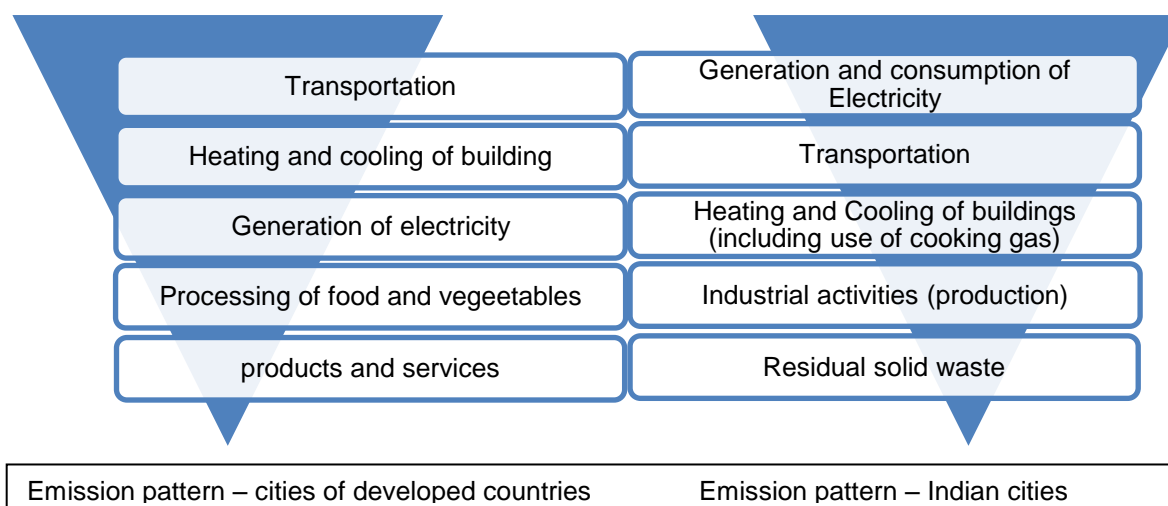 Transportation
Heating and cooling of building
Generation of electricity
Processing of food and vegeetables
products and services
Generation and consumption of
Electricity
Transportation
Heating and Cooling of buildings
(including use of cooking gas)
Industrial activities (production)
Residual solid waste
Emission pattern – cities of developed countries
Emission pattern – Indian cities